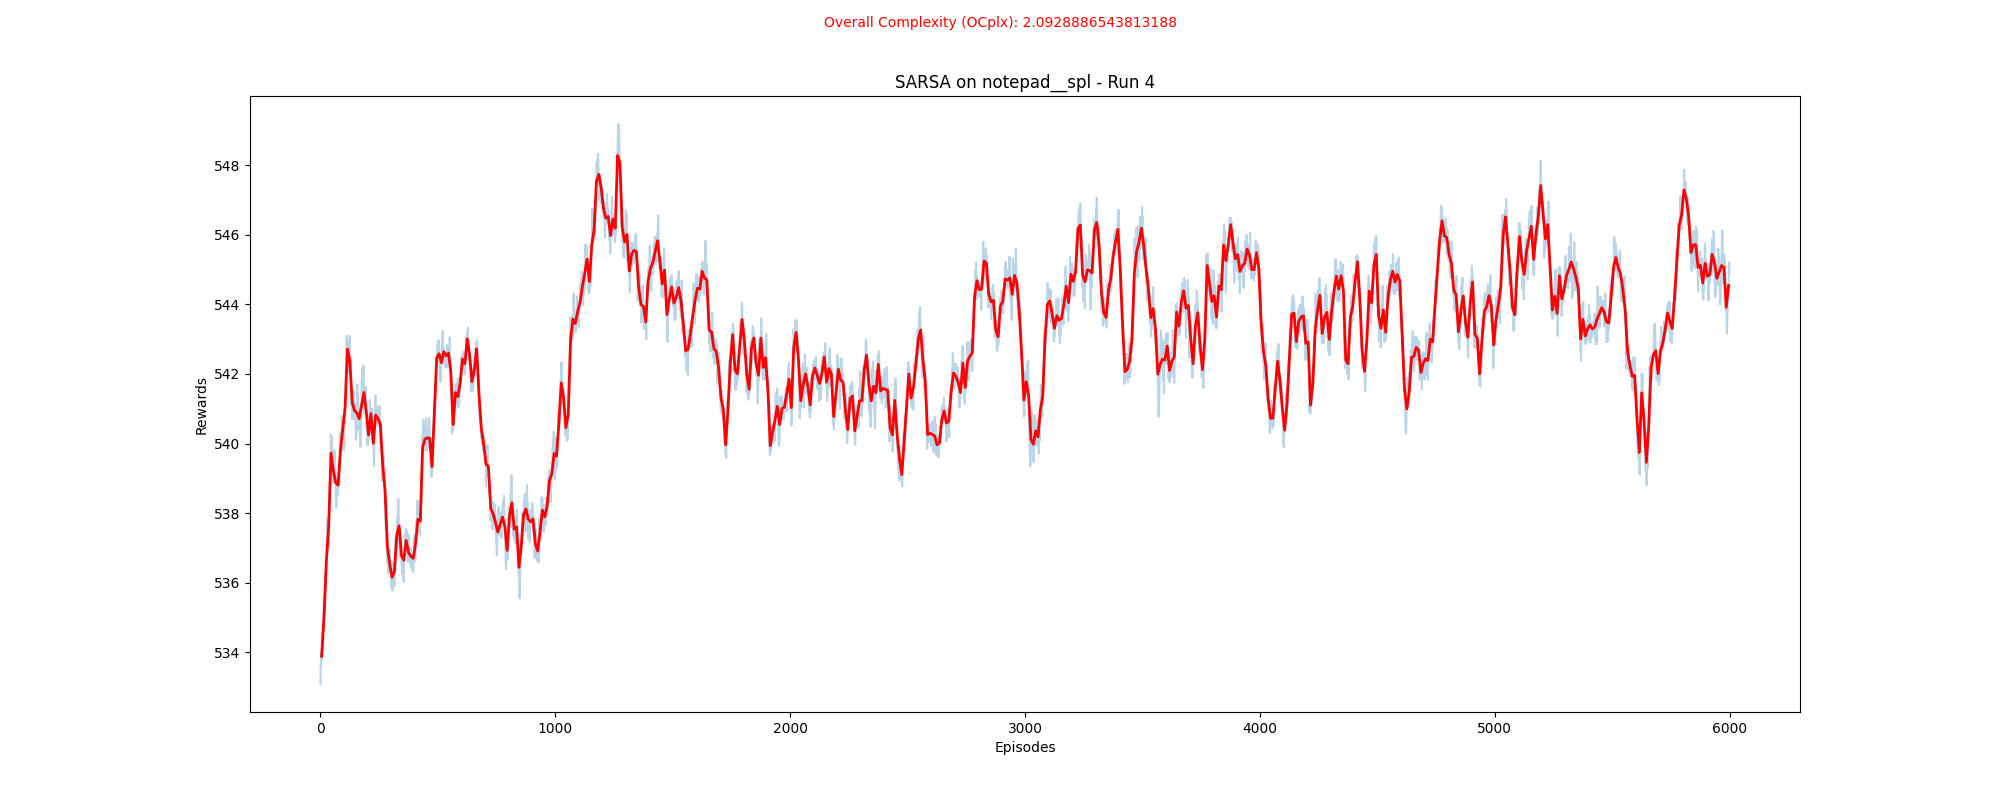 Overall Complexity (OCplx): 2.0928886543813188
SARSA on notepad__spl - Run 4
Rewards
548
546
544
542
540
538
536
534
0 1000 2000 3000 4000 5000 6000
Episodes